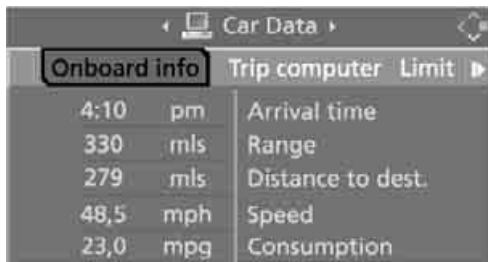 Car Data
Onboard info Trip computer Limit
4:10 pm Arrival time
330 mls Range
279 mls Distance to dest.
48,5 mph Speed
23,0 mpg Consumption